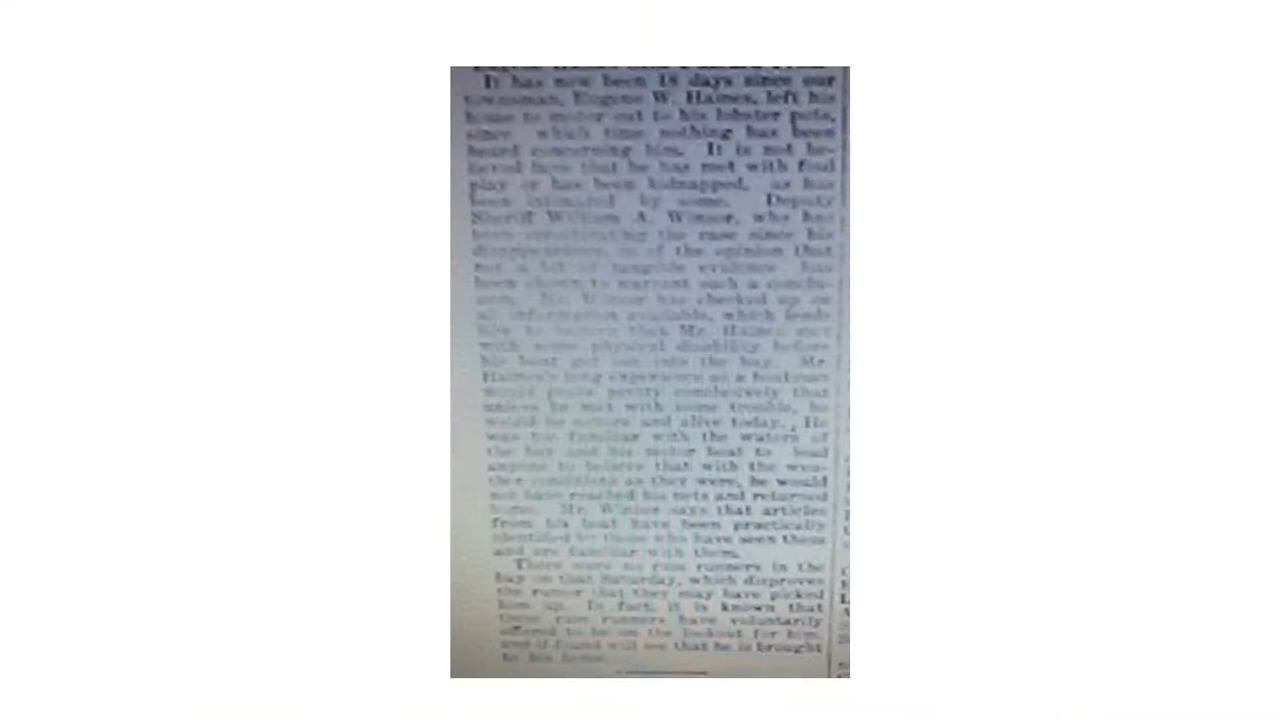 It has now been 18 days since our
townsman, Eugene W. Haines, left his
home to motor out to his lobster pots,
since which time nothing has been
heard concerning him. It is not be-
lieved here that he has met with foul
play or has been kidnapped, as has
been intimated by some. Deputy
Sheriff William A. Winsor, who has
been investigating the case since his
disappearance, is of the opinion that
not a bit of tangible evidence has
been shown to warrant such a conclu-
sion. Mr. Winsor has checked up on
all information available, which leads
him to believe that Mr. Haines met
with some physical disability before
his boat got out into the bay. Mr.
Haines's long experience as a boatman
would prove pretty conclusively that
unless he met with some trouble, he
would be ashore and alive today. He
was too familiar with the waters of
the bay and his motor boat to lead
anyone to believe that with the wea-
ther conditions as they were, he would
not have reached his pots and returned
home. Mr. Winsor says that articles
from his boat have been practically
identified by those who have seen them
and are familiar with them.
There were no rum runners in the
bay on that Saturday, which disproves
the rumor that they may have picked
him up. In fact, it is known that
these rum runners have voluntarily
offered to be on the lookout for him,
and if found will see that he is brought
to his home.